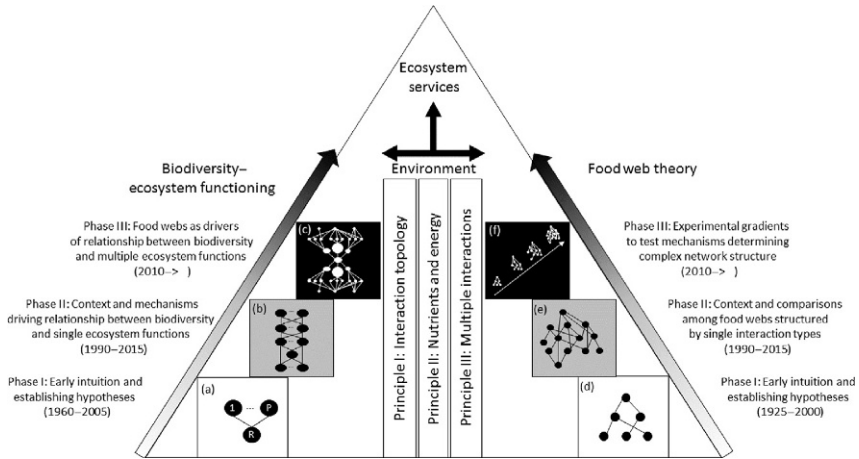 Ecosystem
services
Environment
Biodiversity–
ecosystem functioning
Phase III: Food webs as drivers
of relationship between biodiversity
and multiple ecosystem functions
(2010–> )
Phase II: Context and mechanisms
driving relationship between biodiversity
and single ecosystem functions
(1990–2015)
Phase I: Early intuition and
establishing hypotheses
(1960–2005)
(c)
(b)
(a)
1 ... P
R
Principle I: Interaction topology
Principle II: Nutrients and energy
Principle III: Multiple interactions
(f)
(e)
(d)
Food web theory
Phase III: Experimental gradients
to test mechanisms determining
complex network structure
(2010–> )
Phase II: Context and comparisons
among food webs structured
by single interaction types
(1990–2015)
Phase I: Early intuition and
establishing hypotheses
(1925–2000)